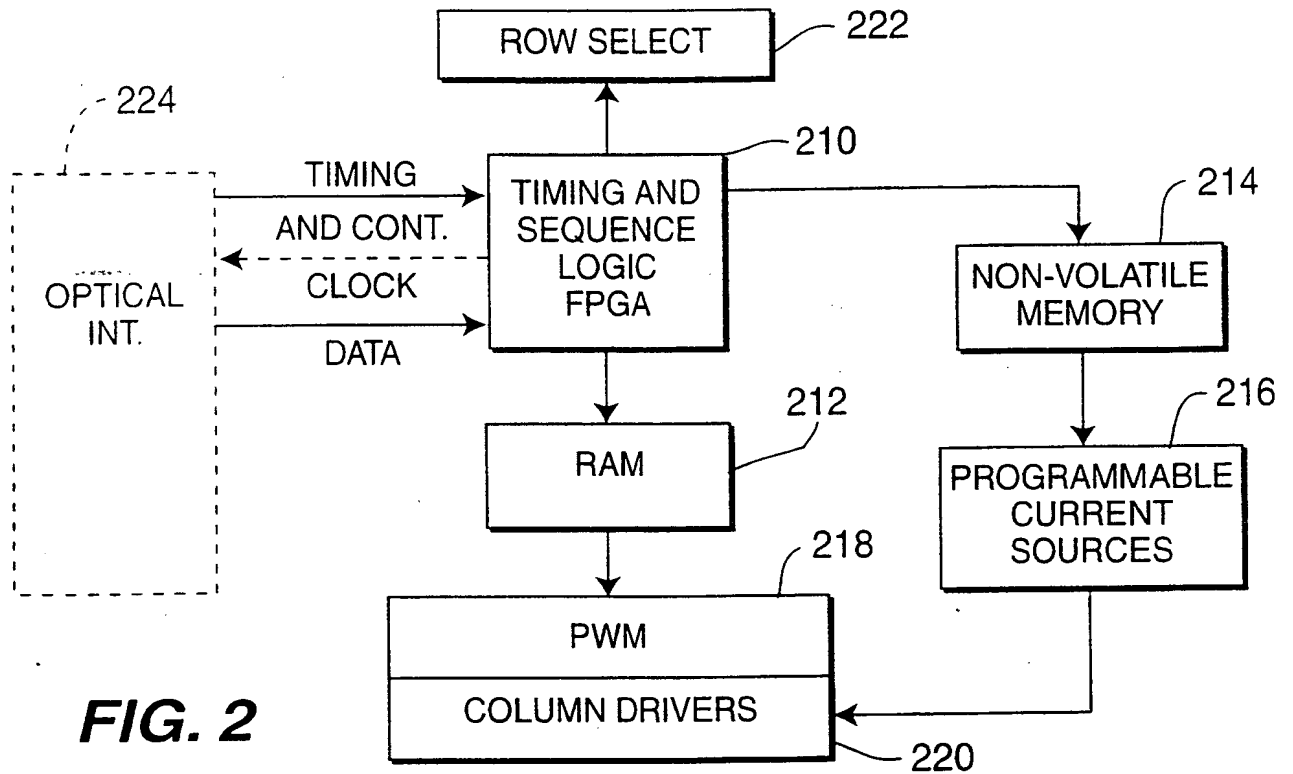 ROW SELECT
222
224
210
TIMING
AND CONT.
CLOCK
DATA
TIMING AND
SEQUENCE
LOGIC
FPGA
214
NON-VOLATILE
MEMORY
OPTICAL
INT.
212
RAM
216
PROGRAMMABLE
CURRENT
SOURCES
218
PWM
COLUMN DRIVERS
220
FIG. 2